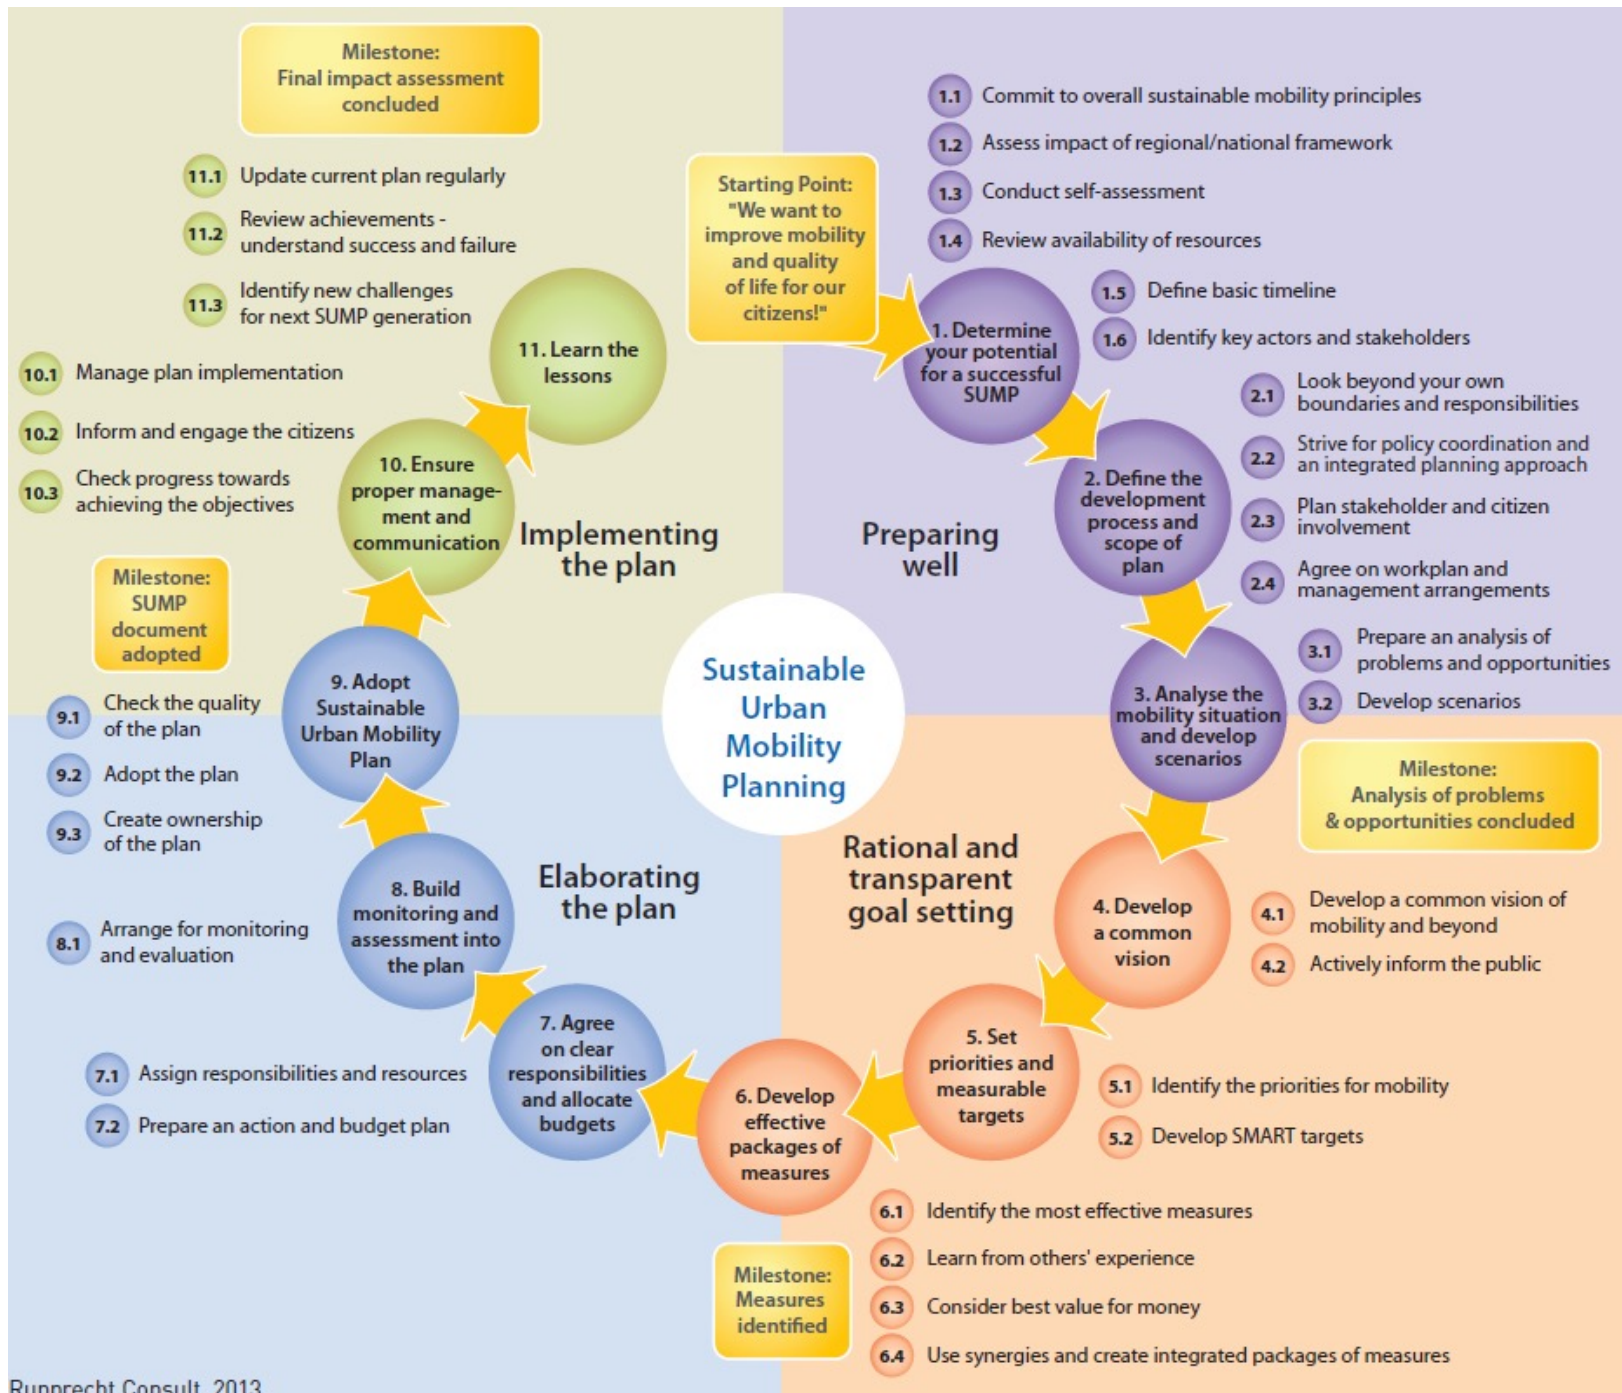 Starting Point:
"We want to
improve mobility
and quality
of life for our
citizens!"
1.1 Commit to overall sustainable mobility principles
1.2 Assess impact of regional/national framework
1.3 Conduct self-assessment
1.4 Review availability of resources
1.5 Define basic timeline
1.6 Identify key actors and stakeholders
1. Determine
your potential
for a successful
SUMP
2.1 Look beyond your own
boundaries and responsibilities
2.2 Strive for policy coordination and
an integrated planning approach
2.3 Plan stakeholder and citizen
involvement
2.4 Agree on workplan and
management arrangements
2. Define the
development
process and
scope of
plan
Preparing
well
3.1 Prepare an analysis of
problems and opportunities
3.2 Develop scenarios
3. Analyse the
mobility situation
and develop
scenarios
Milestone:
Analysis of problems
& opportunities concluded
Sustainable
Urban
Mobility
Planning
Rational and
transparent
goal setting
4. Develop
a common
vision
4.1 Develop a common vision of
mobility and beyond
4.2 Actively inform the public
5. Set
priorities and
measurable
targets
5.1 Identify the priorities for mobility
5.2 Develop SMART targets
6. Develop
effective
packages of
measures
6.1 Identify the most effective measures
6.2 Learn from others' experience
6.3 Consider best value for money
6.4 Use synergies and create integrated packages of measures
Milestone:
Measures
identified
7. Agree
on clear
responsibilities
and allocate
budgets
7.1 Assign responsibilities and resources
7.2 Prepare an action and budget plan
Elaborating
the plan
8. Build
monitoring and
assessment into
the plan
8.1 Arrange for monitoring
and evaluation
9. Adopt
Sustainable
Urban Mobility
Plan
9.1 Check the quality
of the plan
9.2 Adopt the plan
9.3 Create ownership
of the plan
Milestone:
SUMP
document
adopted
Implementing
the plan
10. Ensure
proper manage-
ment and
communication
10.1 Manage plan implementation
10.2 Inform and engage the citizens
10.3 Check progress towards
achieving the objectives
11. Learn the
lessons
11.1 Update current plan regularly
11.2 Review achievements -
understand success and failure
11.3 Identify new challenges
for next SUMP generation
Milestone:
Final impact assessment
concluded
Rupprecht Consult, 2013